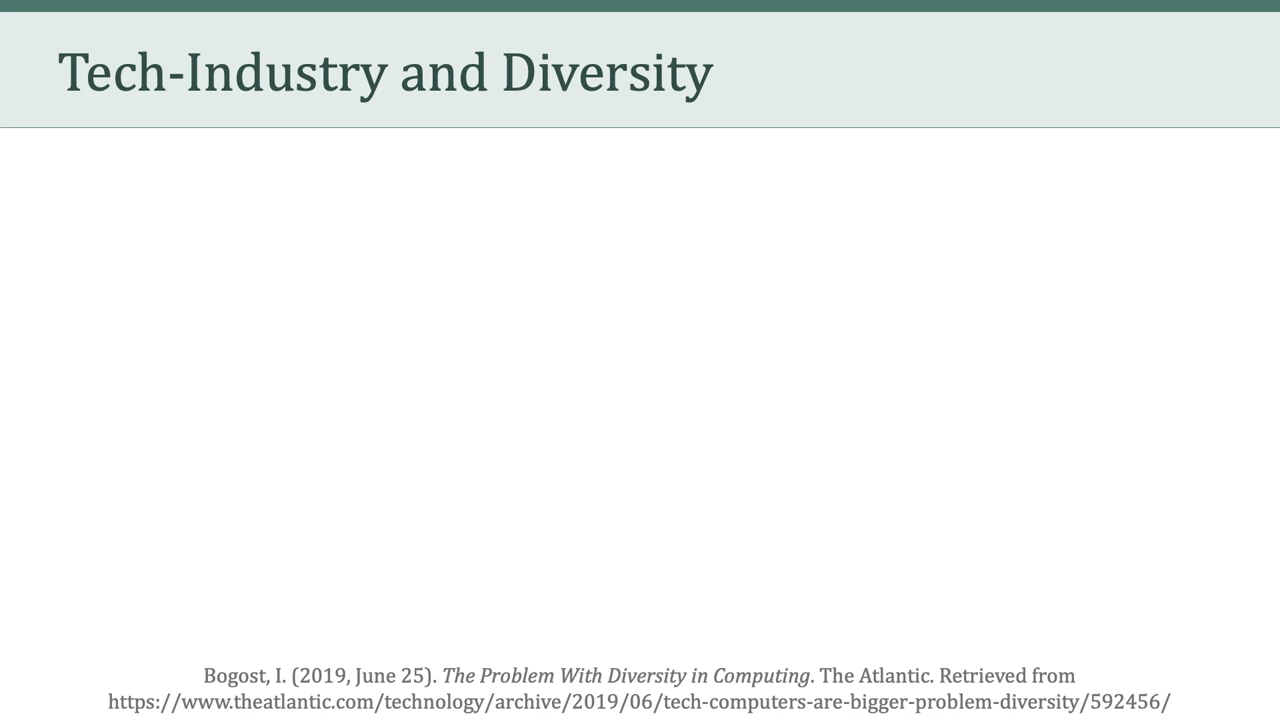 Tech-Industry and Diversity
Bogost, I. (2019, June 25). The Problem With Diversity in Computing. The Atlantic. Retrieved from
https://www.theatlantic.com/technology/archive/2019/06/tech-computers-are-bigger-problem-diversity/592456/